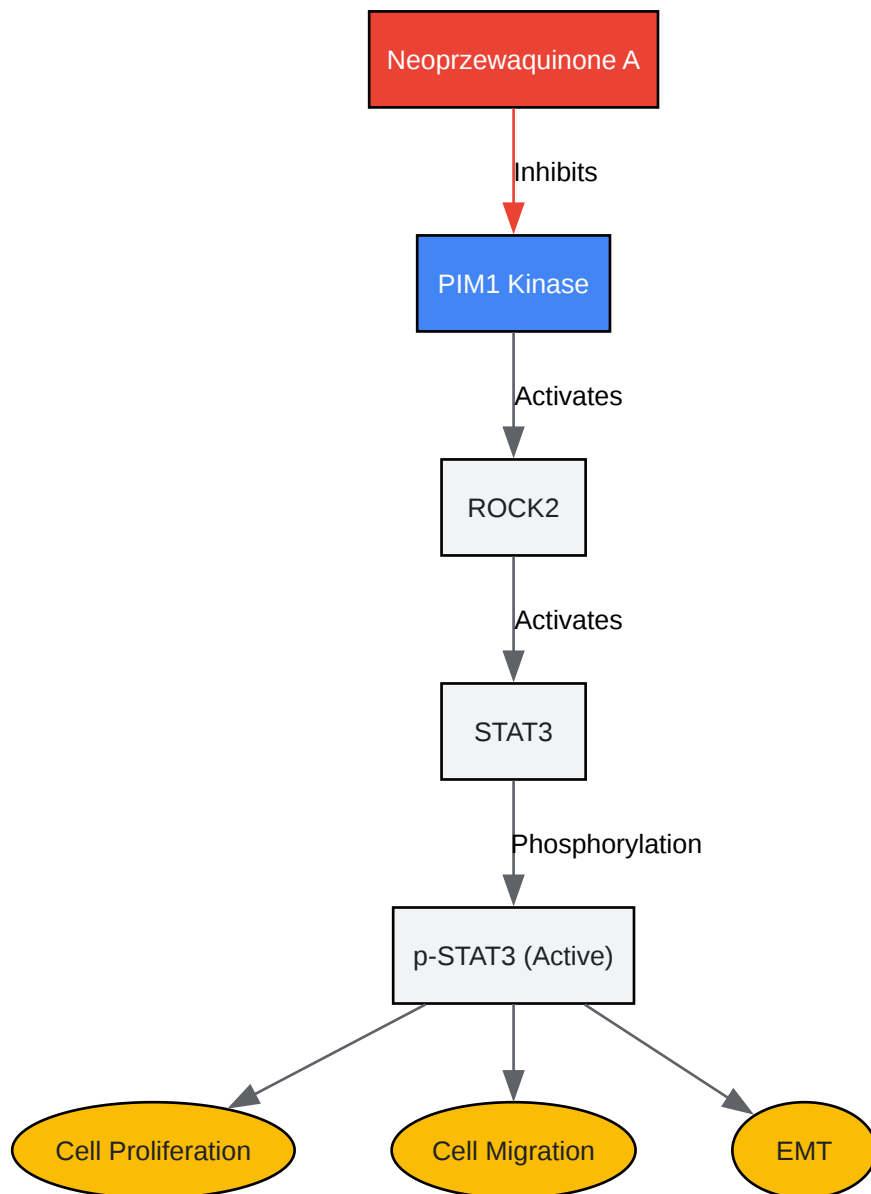 Neoprzewaquinone A
Inhibits
PIM1 Kinase
Activates
ROCK2
Activates
STAT3
Phosphorylation
p-STAT3 (Active)
Cell Proliferation
Cell Migration
EMT